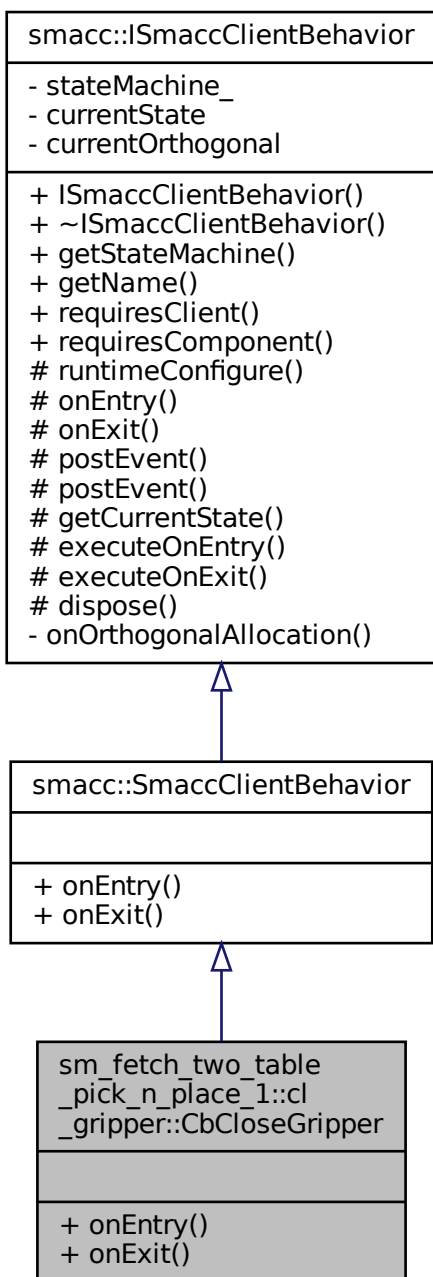 smacc::ISmaccClientBehavior
- stateMachine_
- currentState
- currentOrthogonal
+ ISmaccClientBehavior()
+ ~ISmaccClientBehavior()
+ getStateMachine()
+ getName()
+ requiresClient()
+ requiresComponent()
# runtimeConfigure()
# onEntry()
# onExit()
# postEvent()
# postEvent()
# getCurrentState()
# executeOnEntry()
# executeOnExit()
# dispose()
- onOrthogonalAllocation()
smacc::SmaccClientBehavior
+ onEntry()
+ onExit()
sm_fetch_two_table
_pick_n_place_1::cl
_gripper::CbCloseGripper
+ onEntry()
+ onExit()